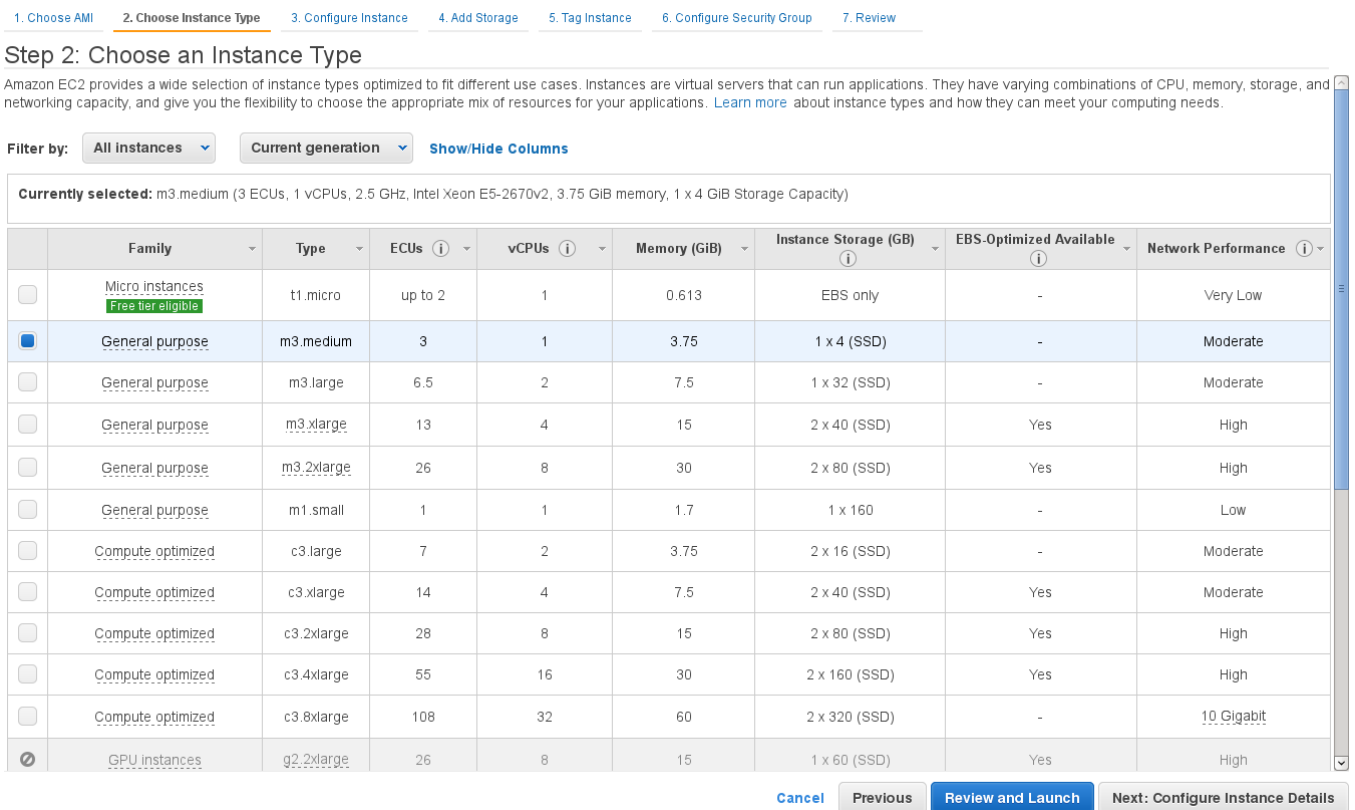 1. Choose AMI 2. Choose Instance Type 3. Configure Instance 4. Add Storage 5. Tag Instance 6. Configure Security Group 7. Review
Step 2: Choose an Instance Type
Amazon EC2 provides a wide selection of instance types optimized to fit different use cases. Instances are virtual servers that can run applications. They have varying combinations of CPU, memory, storage, and
networking capacity, and give you the flexibility to choose the appropriate mix of resources for your applications. Learn more about instance types and how they can meet your computing needs.
Filter by: All instances Current generation Show/Hide Columns
Currently selected: m3.medium (3 ECUs, 1 vCPUs, 2.5 GHz, Intel Xeon E5-2670v2, 3.75 GiB memory, 1 x 4 GiB Storage Capacity)
Family Type ECUs i vCPUs i Memory (GiB) Instance Storage (GB) i EBS-Optimized Available i Network Performance i
Micro instances
Free tier eligible
t1.micro up to 2 1 0.613 EBS only - Very Low
General purpose m3.medium 3 1 3.75 1 x 4 (SSD) - Moderate
General purpose m3.large 6.5 2 7.5 1 x 32 (SSD) - Moderate
General purpose m3.xlarge 13 4 15 2 x 40 (SSD) Yes High
General purpose m3.2xlarge 26 8 30 2 x 80 (SSD) Yes High
General purpose m1.small 1 1 1.7 1 x 160 - Low
Compute optimized c3.large 7 2 3.75 2 x 16 (SSD) - Moderate
Compute optimized c3.xlarge 14 4 7.5 2 x 40 (SSD) Yes Moderate
Compute optimized c3.2xlarge 28 8 15 2 x 80 (SSD) Yes High
Compute optimized c3.4xlarge 55 16 30 2 x 160 (SSD) Yes High
Compute optimized c3.8xlarge 108 32 60 2 x 320 (SSD) - 10 Gigabit
GPU instances g2.2xlarge 26 8 15 1 x 60 (SSD) Yes High
Cancel Previous Review and Launch Next: Configure Instance Details